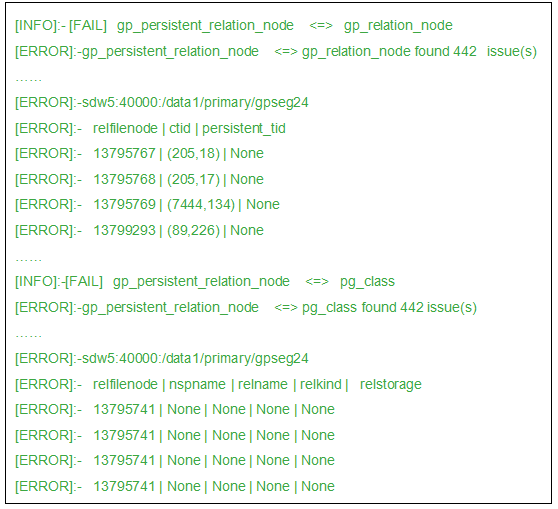 [INFO]:- [FAIL] gp_persistent_relation_node <=> gp_relation_node
[ERROR]:-gp_persistent_relation_node <=> gp_relation_node found 442 issue(s)
……
[ERROR]:-sdw5:40000:/data1/primary/gpseg24
[ERROR]:- relfilenode | ctid | persistent_tid
[ERROR]:- 13795767 | (205,18) | None
[ERROR]:- 13795768 | (205,17) | None
[ERROR]:- 13795769 | (7444,134) | None
[ERROR]:- 13799293 | (89,226) | None
……
[INFO]:-[FAIL] gp_persistent_relation_node <=> pg_class
[ERROR]:-gp_persistent_relation_node <=> pg_class found 442 issue(s)
……
[ERROR]:-sdw5:40000:/data1/primary/gpseg24
[ERROR]:- relfilenode | nspname | relname | relkind | relstorage
[ERROR]:- 13795741 | None | None | None | None
[ERROR]:- 13795741 | None | None | None | None
[ERROR]:- 13795741 | None | None | None | None
[ERROR]:- 13795741 | None | None | None | None